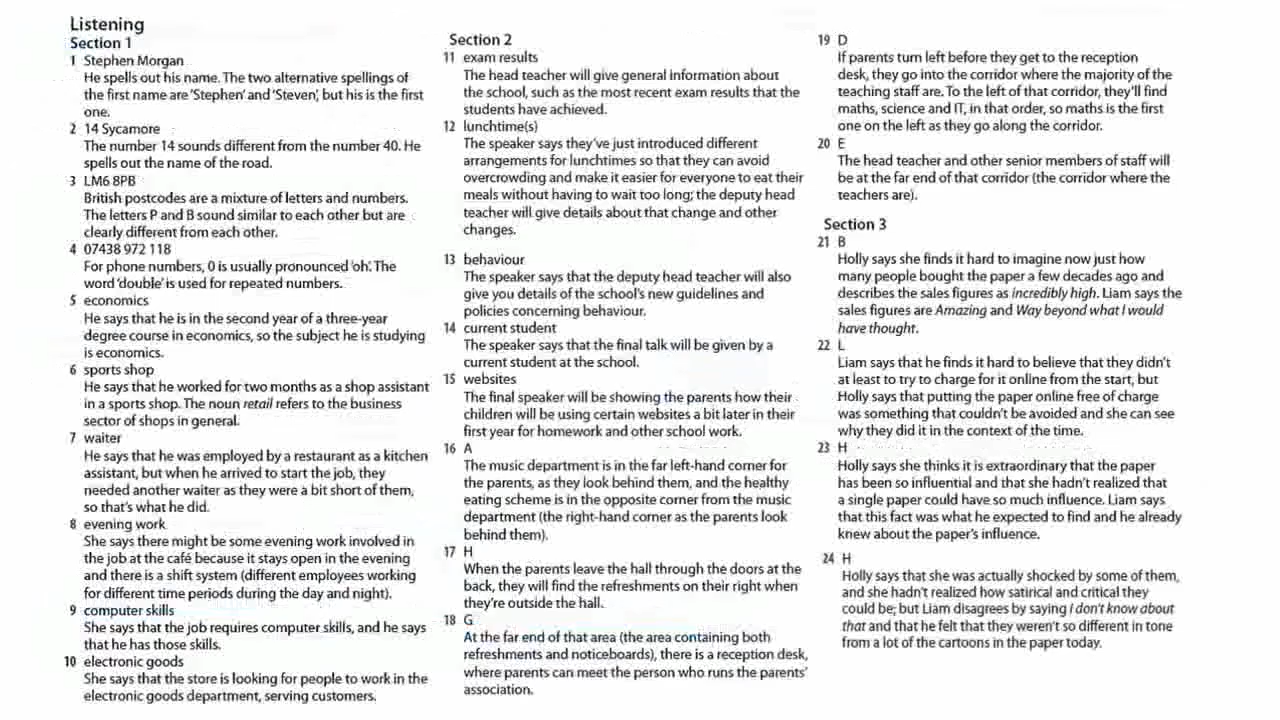 Listening
Section 1
1 Stephen Morgan
He spells out his name. The two alternative spellings of
the first name are 'Stephen' and 'Steven', but his is the first
one.
2 14 Sycamore
The number 14 sounds different from the number 40. He
spells out the name of the road.
3 LM6 8PB
British postcodes are a mixture of letters and numbers.
The letters P and B sound similar to each other but are
clearly different from each other.
4 07438 972 118
For phone numbers, 0 is usually pronounced 'oh'. The
word 'double' is used for repeated numbers.
5 economics
He says that he is in the second year of a three-year
degree course in economics, so the subject he is studying
is economics.
6 sports shop
He says that he worked for two months as a shop assistant
in a sports shop. The noun retail refers to the business
sector of shops in general.
7 waiter
He says that he was employed by a restaurant as a kitchen
assistant, but when he arrived to start the job, they
needed another waiter as they were a bit short of them,
so that's what he did.
8 evening work
She says there might be some evening work involved in
the job at the café because it stays open in the evening
and there is a shift system (different employees working
for different time periods during the day and night).
9 computer skills
She says that the job requires computer skills, and he says
that he has those skills.
10 electronic goods
She says that the store is looking for people to work in the
electronic goods department, serving customers.
Section 2
11 exam results
The head teacher will give general information about
the school, such as the most recent exam results that the
students have achieved.
12 lunchtime(s)
The speaker says they've just introduced different
arrangements for lunchtimes so that they can avoid
overcrowding and make it easier for everyone to eat their
meals without having to wait too long; the deputy head
teacher will give details about that change and other
changes.
13 behaviour
The speaker says that the deputy head teacher will also
give you details of the school's new guidelines and
policies concerning behaviour.
14 current student
The speaker says that the final talk will be given by a
current student at the school.
15 websites
The final speaker will be showing the parents how their
children will be using certain websites a bit later in their
first year for homework and other school work.
16 A
The music department is in the far left-hand corner for
the parents, as they look behind them, and the healthy
eating scheme is in the opposite corner from the music
department (the right-hand corner as the parents look
behind them).
17 H
When the parents leave the hall through the doors at the
back, they will find the refreshments on their right when
they're outside the hall.
18 G
At the far end of that area (the area containing both
refreshments and noticeboards), there is a reception desk,
where parents can meet the person who runs the parents'
association.
19 D
If parents turn left before they get to the reception
desk, they go into the corridor where the majority of the
teaching staff are. To the left of that corridor, they'll find
maths, science and IT, in that order, so maths is the first
one on the left as they go along the corridor.
20 E
The head teacher and other senior members of staff will
be at the far end of that corridor (the corridor where the
teachers are).
Section 3
21 B
Holly says she finds it hard to imagine now just how
many people bought the paper a few decades ago and
describes the sales figures as incredibly high. Liam says the
sales figures are Amazing and Way beyond what I would
have thought.
22 L
Liam says that he finds it hard to believe that they didn't
at least to try to charge for it online from the start, but
Holly says that putting the paper online free of charge
was something that couldn't be avoided and she can see
why they did it in the context of the time.
23 H
Holly says she thinks it is extraordinary that the paper
has been so influential and that she hadn't realized that
a single paper could have so much influence. Liam says
that this fact was what he expected to find and he already
knew about the paper's influence.
24 H
Holly says that she was actually shocked by some of them,
and she hadn't realized how satirical and critical they
could be; but Liam disagrees by saying I don't know about
that and that he felt that they weren't so different in tone
from a lot of the cartoons in the paper today.